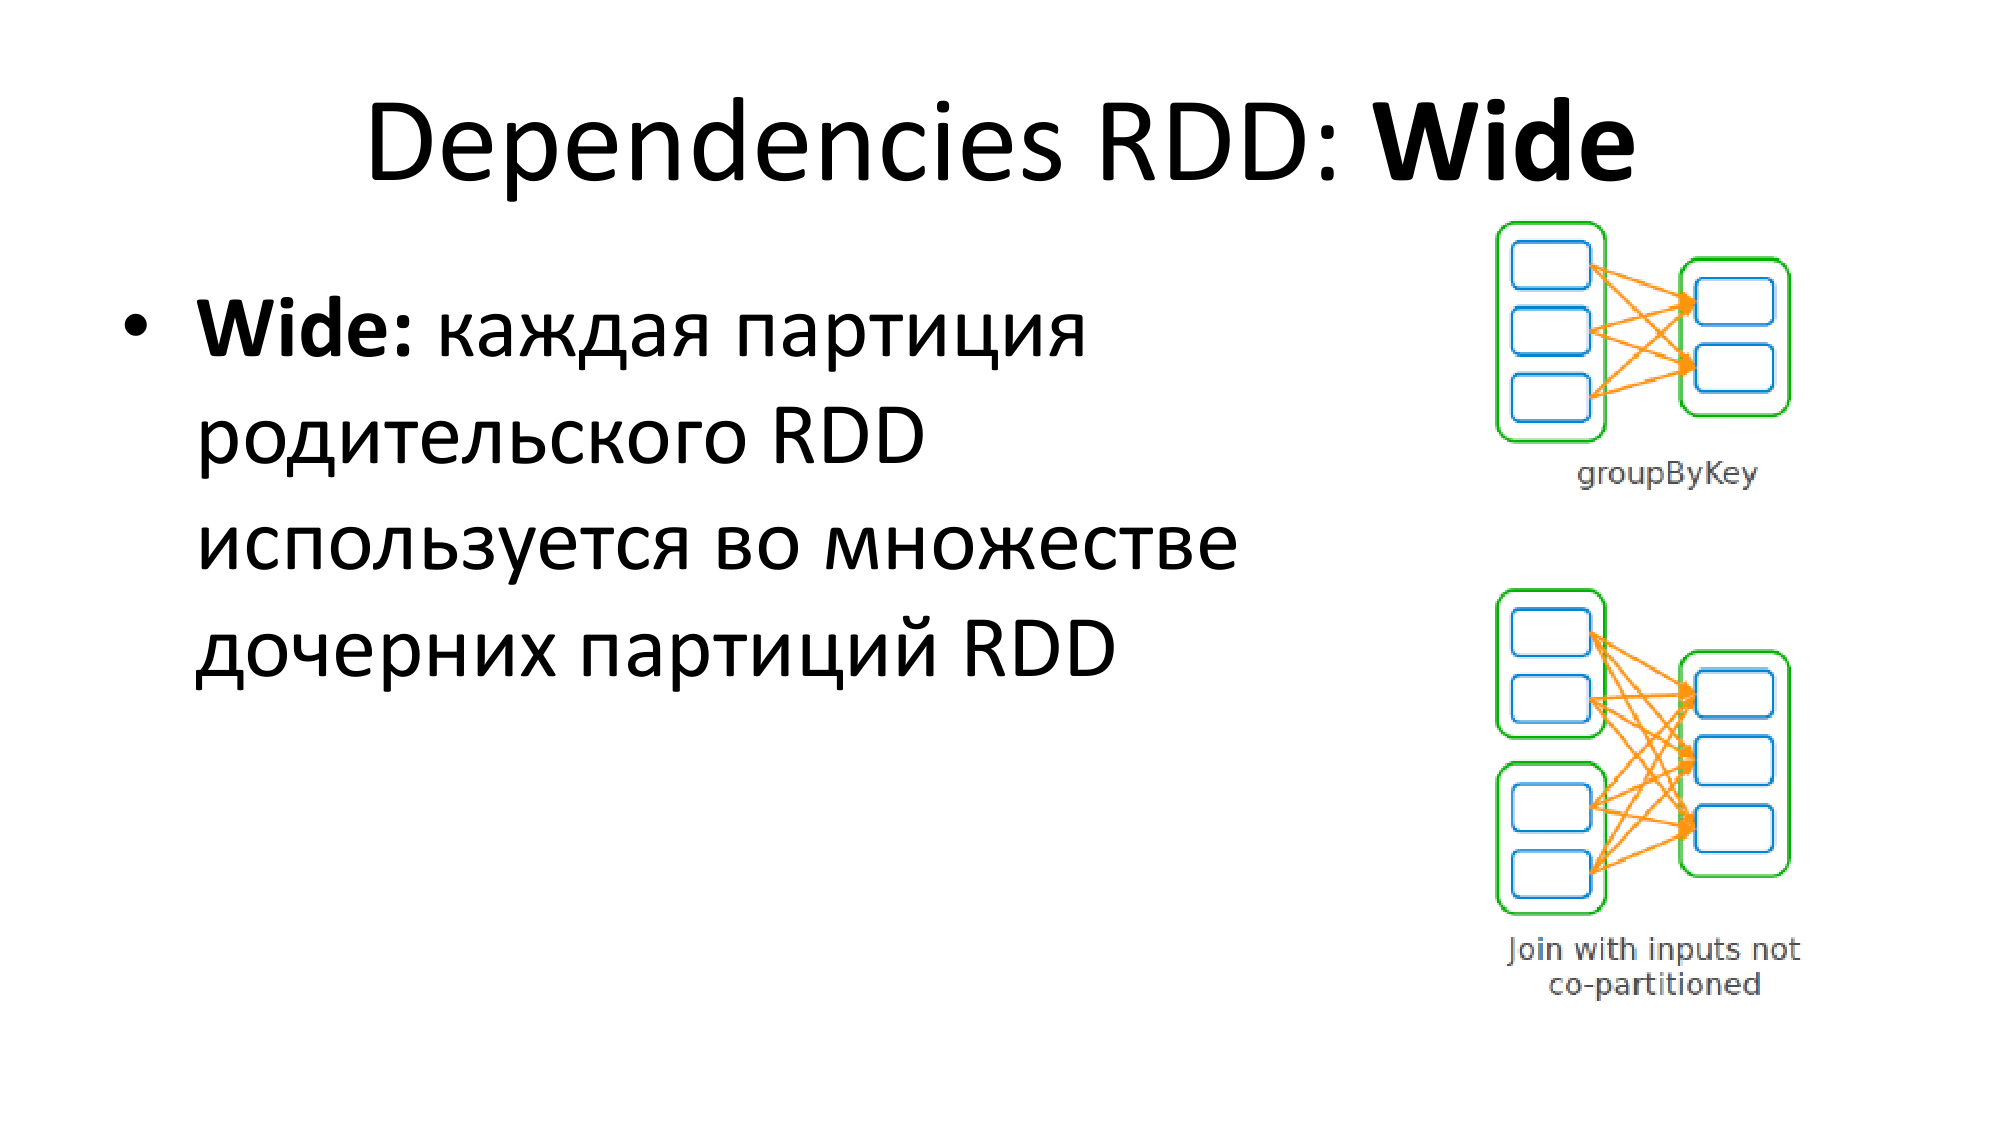 Dependencies RDD: Wide
• Wide: каждая партиция
родительского RDD
используется во множестве
дочерних партиций RDD
groupByKey
Join with inputs not
co-partitioned